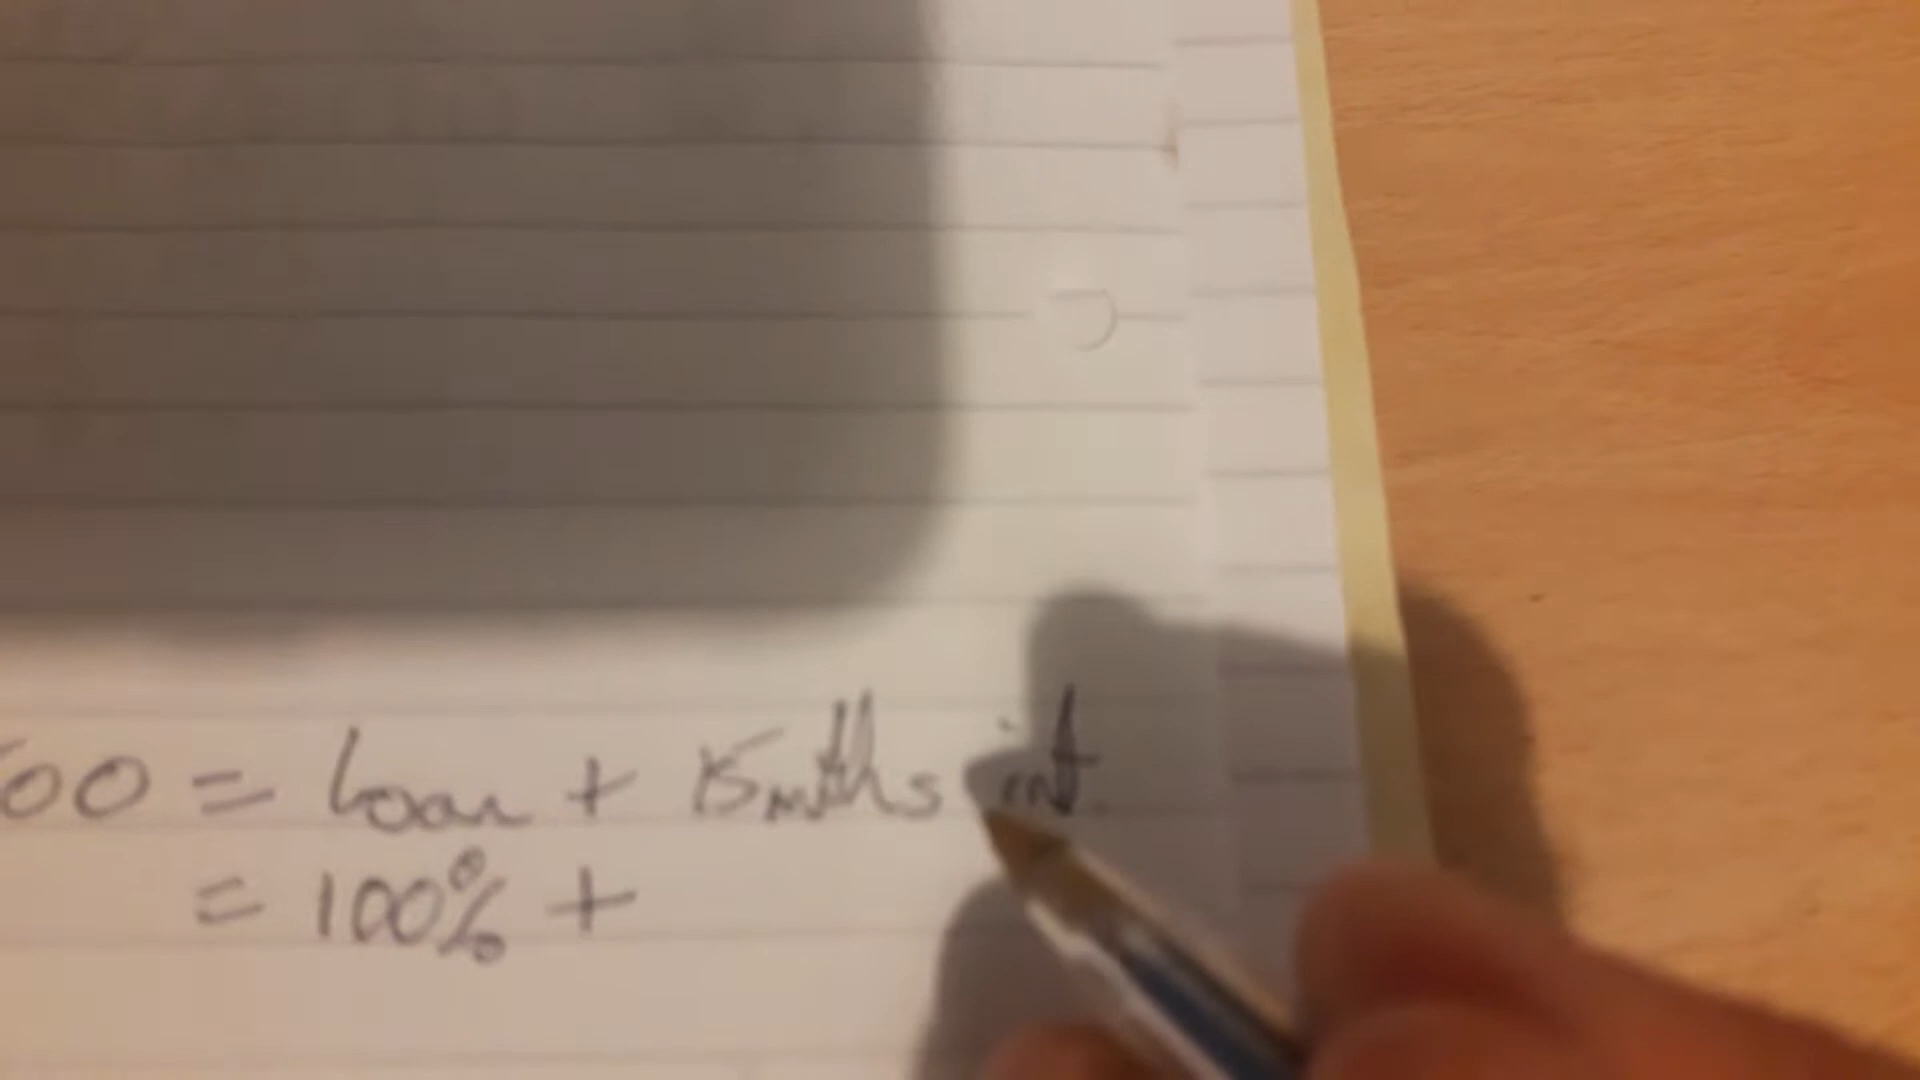 00 = Loan + 15mths int.
= 100% +